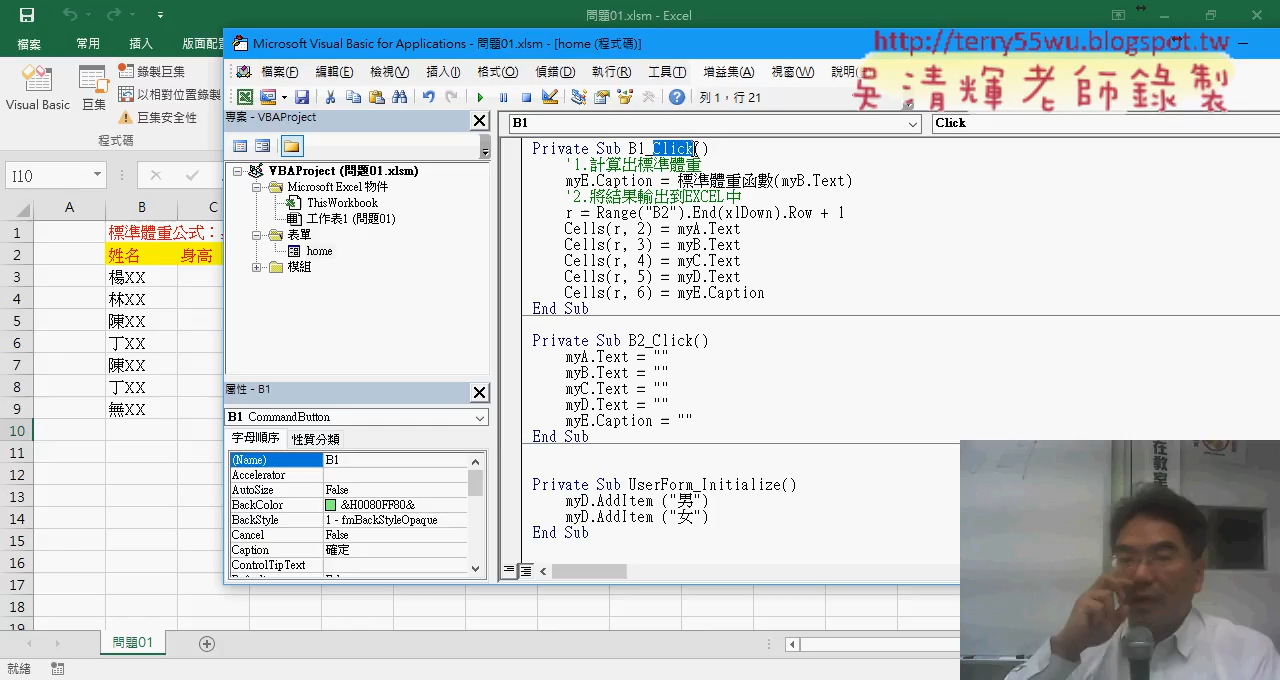 問題01.xlsm - Excel
檔案 常用 插入 版面配置
Visual Basic 巨集 錄製巨集
以相對位置錄製
巨集安全性
程式碼
I10
A B C
1 標準體重公式：
2 姓名 身高
3 楊XX
4 林XX
5 陳XX
6 丁XX
7 陳XX
8 丁XX
9 無XX
10
11
12
13
14
15
16
17
18
19
問題01
就緒
Microsoft Visual Basic for Applications - 問題01.xlsm - [home (程式碼)]
檔案(F) 編輯(E) 檢視(V) 插入(I) 格式(O) 偵錯(D) 執行(R) 工具(T) 增益集(A) 視窗(W) 說明
列 1，行 21
http://terry55wu.blogspot.tw
吳清輝老師錄製
專案 - VBAProject
VBAProject (問題01.xlsm)
Microsoft Excel 物件
ThisWorkbook
工作表1 (問題01)
表單
home
模組
屬性 - B1
B1 CommandButton
字母順序 性質分類
(Name) B1
Accelerator
AutoSize False
BackColor &H0080FF80&
BackStyle 1 - fmBackStyleOpaque
Cancel False
Caption 確定
ControlTipText
B1 Click
Private Sub B1_Click()
'1.計算出標準體重
myE.Caption = 標準體重函數(myB.Text)
'2.將結果輸出到EXCEL中
r = Range("B2").End(xlDown).Row + 1
Cells(r, 2) = myA.Text
Cells(r, 3) = myB.Text
Cells(r, 4) = myC.Text
Cells(r, 5) = myD.Text
Cells(r, 6) = myE.Caption
End Sub
Private Sub B2_Click()
myA.Text = ""
myB.Text = ""
myC.Text = ""
myD.Text = ""
myE.Caption = ""
End Sub
Private Sub UserForm_Initialize()
myD.AddItem ("男")
myD.AddItem ("女")
End Sub
在教室